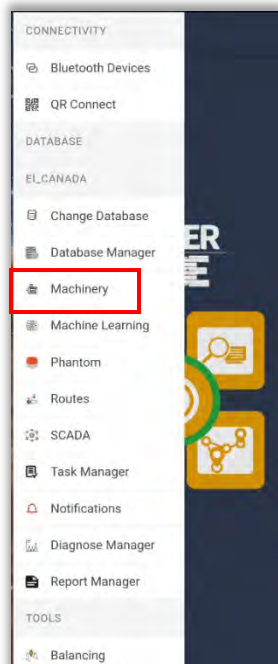 CONNECTIVITY
Bluetooth Devices
QR Connect
DATABASE
EI_CANADA
Change Database
Database Manager
Machinery
Machine Learning
Phantom
Routes
SCADA
Task Manager
Notifications
Diagnose Manager
Report Manager
TOOLS
Balancing
ER